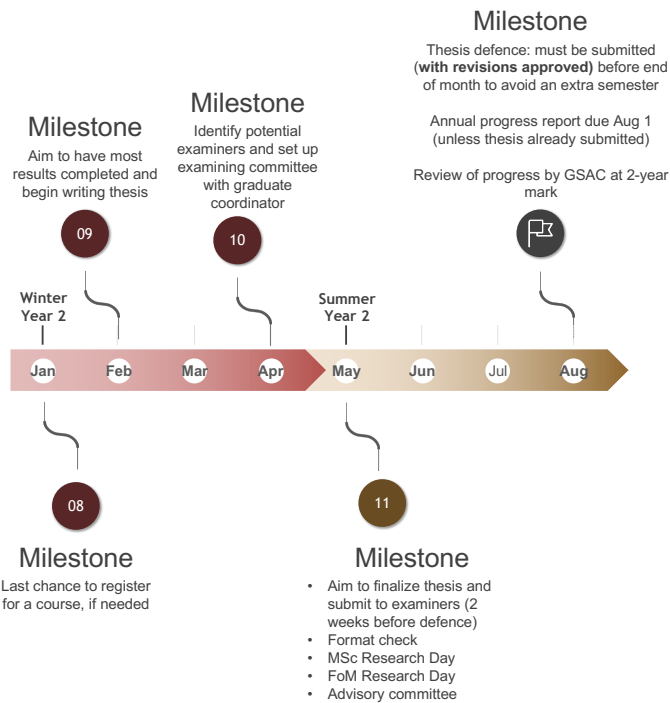 Milestone
Thesis defence: must be submitted
(with revisions approved) before end
of month to avoid an extra semester
Annual progress report due Aug 1
(unless thesis already submitted)
Review of progress by GSAC at 2-year
mark
Milestone
Identify potential
examiners and set up
examining committee
with graduate
coordinator
10
Milestone
Aim to have most
results completed and
begin writing thesis
09
Winter
Year 2
Summer
Year 2
Jan Feb Mar Apr May Jun Jul Aug
08
Milestone
Last chance to register
for a course, if needed
11
Milestone
• Aim to finalize thesis and
submit to examiners (2
weeks before defence)
• Format check
• MSc Research Day
• FoM Research Day
• Advisory committee